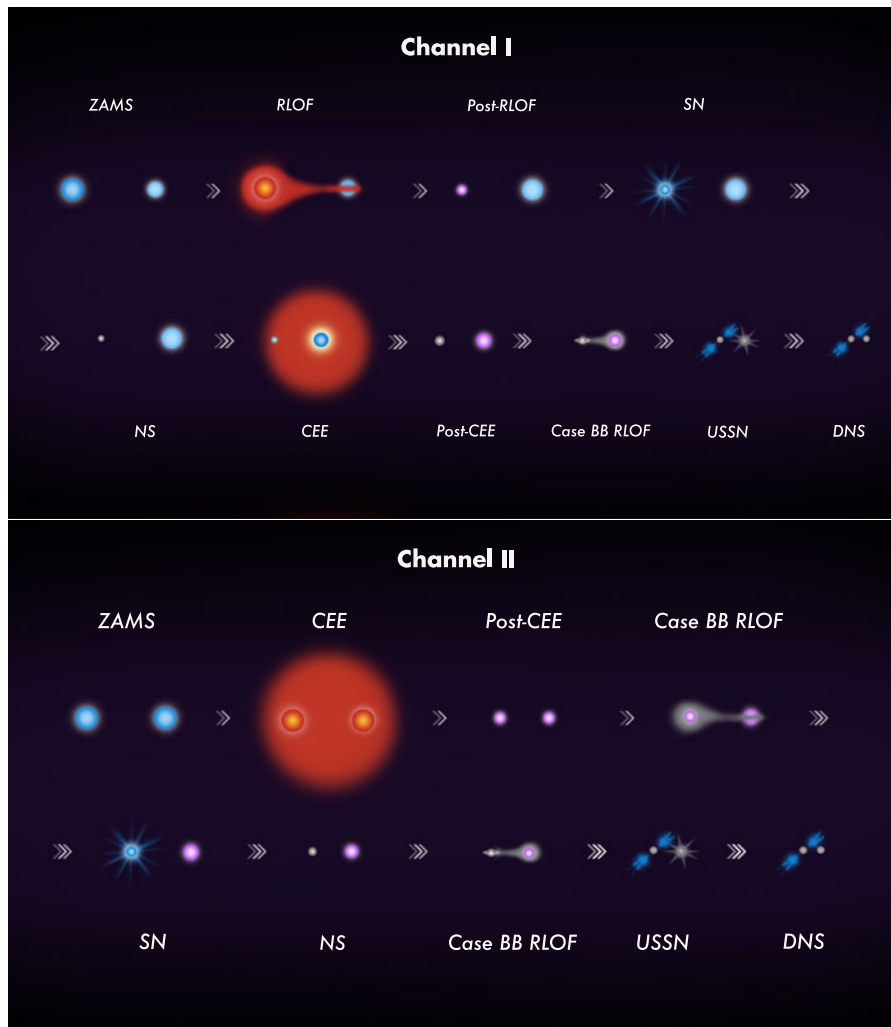 Channel I
ZAMS RLOF Post-RLOF SN
NS CEE Post-CEE Case BB RLOF USSN DNS
Channel II
ZAMS CEE Post-CEE Case BB RLOF
SN NS Case BB RLOF USSN DNS